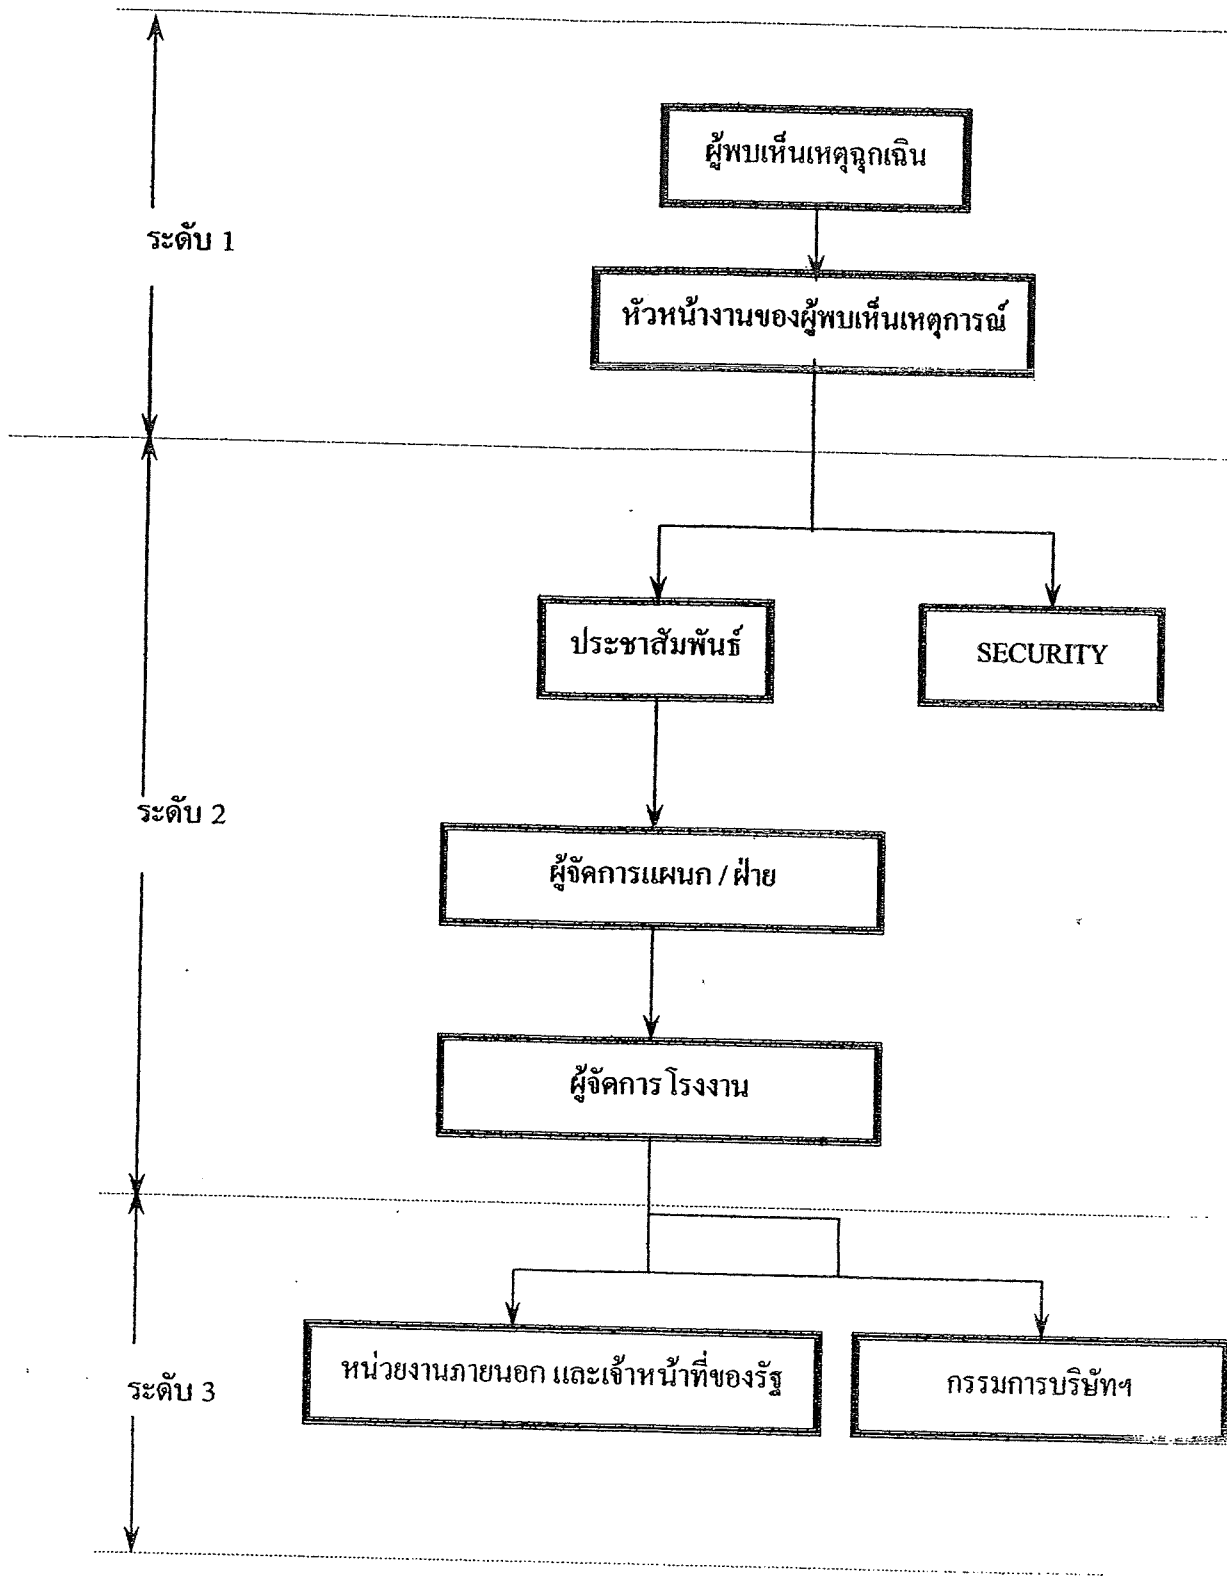 ผู้พบเห็นเหตุฉุกเฉิน
ระดับ 1
หัวหน้างานของผู้พบเห็นเหตุการณ์
ประชาสัมพันธ์
SECURITY
ระดับ 2
ผู้จัดการแผนก / ฝ่าย
ผู้จัดการ โรงงาน
ระดับ 3
หน่วยงานภายนอก และเจ้าหน้าที่ของรัฐ
กรรมการบริษัทฯ